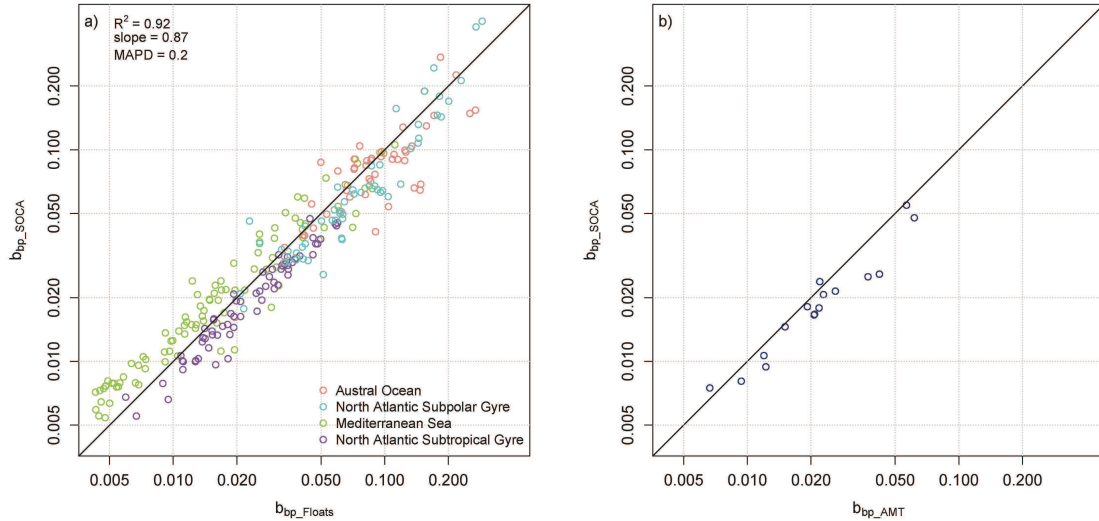 a)
R² = 0.92
slope = 0.87
MAPD = 0.2
0.200
0.100
0.050
0.020
0.010
0.005
b_bp_SOCA
Austral Ocean
North Atlantic Subpolar Gyre
Mediterranean Sea
North Atlantic Subtropical Gyre
0.005 0.010 0.020 0.050 0.100 0.200
b_bp_Floats
b)
0.200
0.100
0.050
0.020
0.010
0.005
b_bp_SOCA
0.005 0.010 0.020 0.050 0.100 0.200
b_bp_AMT